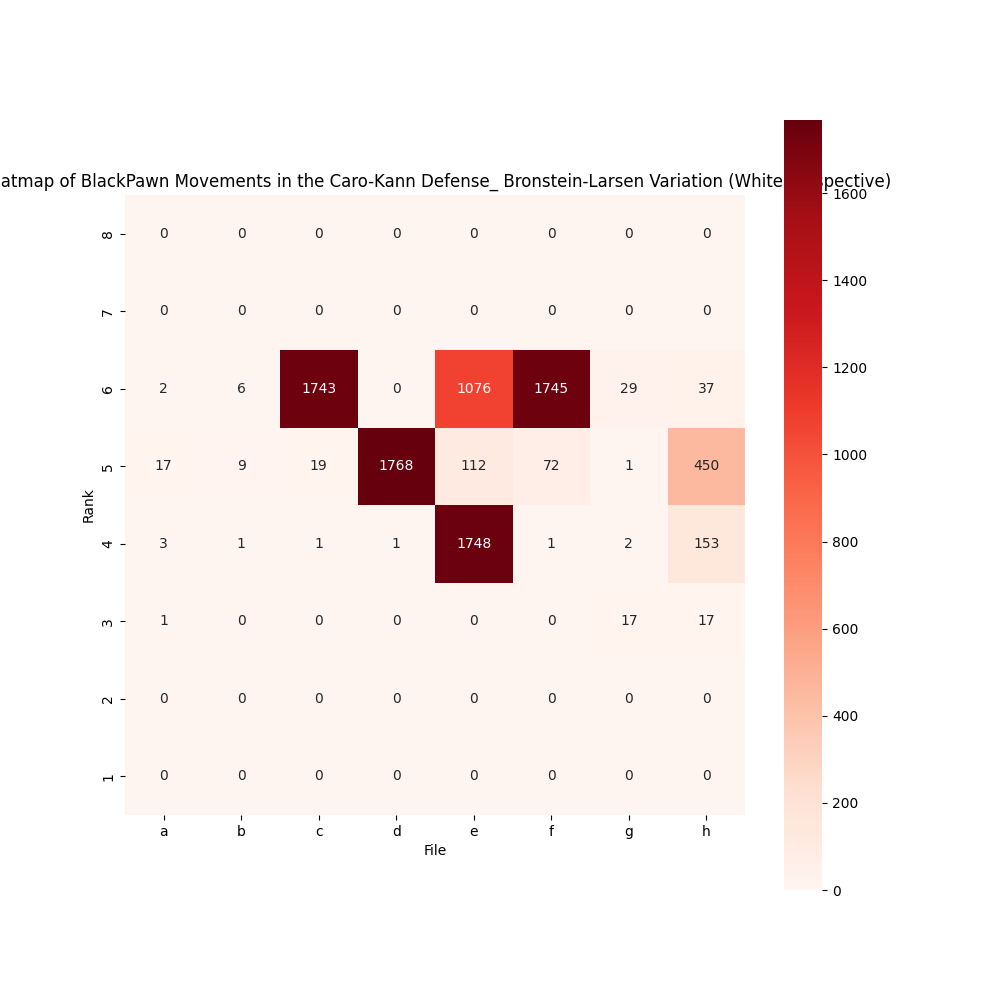 atmap of BlackPawn Movements in the Caro-Kann Defense_ Bronstein-Larsen Variation (White spective)
8 0 0 0 0 0 0 0 0
7 0 0 0 0 0 0 0 0
6 2 6 1743 0 1076 1745 29 37
5 17 9 19 1768 112 72 1 450
4 3 1 1 1 1748 1 2 153
3 1 0 0 0 0 0 17 17
2 0 0 0 0 0 0 0 0
1 0 0 0 0 0 0 0 0
a b c d e f g h
File
Rank
1600
1400
1200
1000
800
600
400
200
0